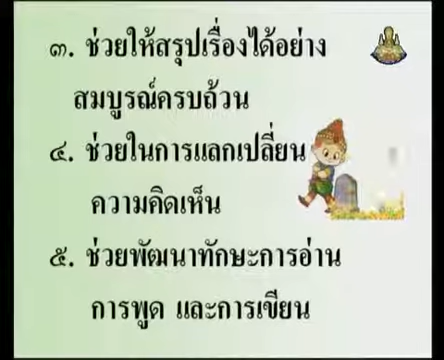 ๓. ช่วยให้สรุปเรื่องได้อย่าง
สมบูรณ์ครบถ้วน
๔. ช่วยในการแลกเปลี่ยน
ความคิดเห็น
๕. ช่วยพัฒนาทักษะการอ่าน
การพูด และการเขียน